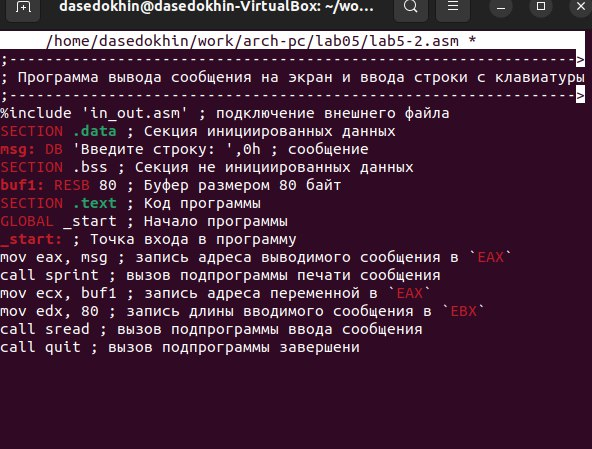 dasedokhin@dasedokhin-VirtualBox: ~/wo...
/home/dasedokhin/work/arch-pc/lab05/lab5-2.asm *
;--------------------------------------------------------------->
; Программа вывода сообщения на экран и ввода строки с клавиатуры
;--------------------------------------------------------------->
%include 'in_out.asm' ; подключение внешнего файла
SECTION .data ; Секция инициированных данных
msg: DB 'Введите строку: ',0h ; сообщение
SECTION .bss ; Секция не инициированных данных
buf1: RESB 80 ; Буфер размером 80 байт
SECTION .text ; Код программы
GLOBAL _start ; Начало программы
_start: ; Точка входа в программу
mov eax, msg ; запись адреса выводимого сообщения в `EAX`
call sprint ; вызов подпрограммы печати сообщения
mov ecx, buf1 ; запись адреса переменной в `EAX`
mov edx, 80 ; запись длины вводимого сообщения в `EBX`
call sread ; вызов подпрограммы ввода сообщения
call quit ; вызов подпрограммы завершени